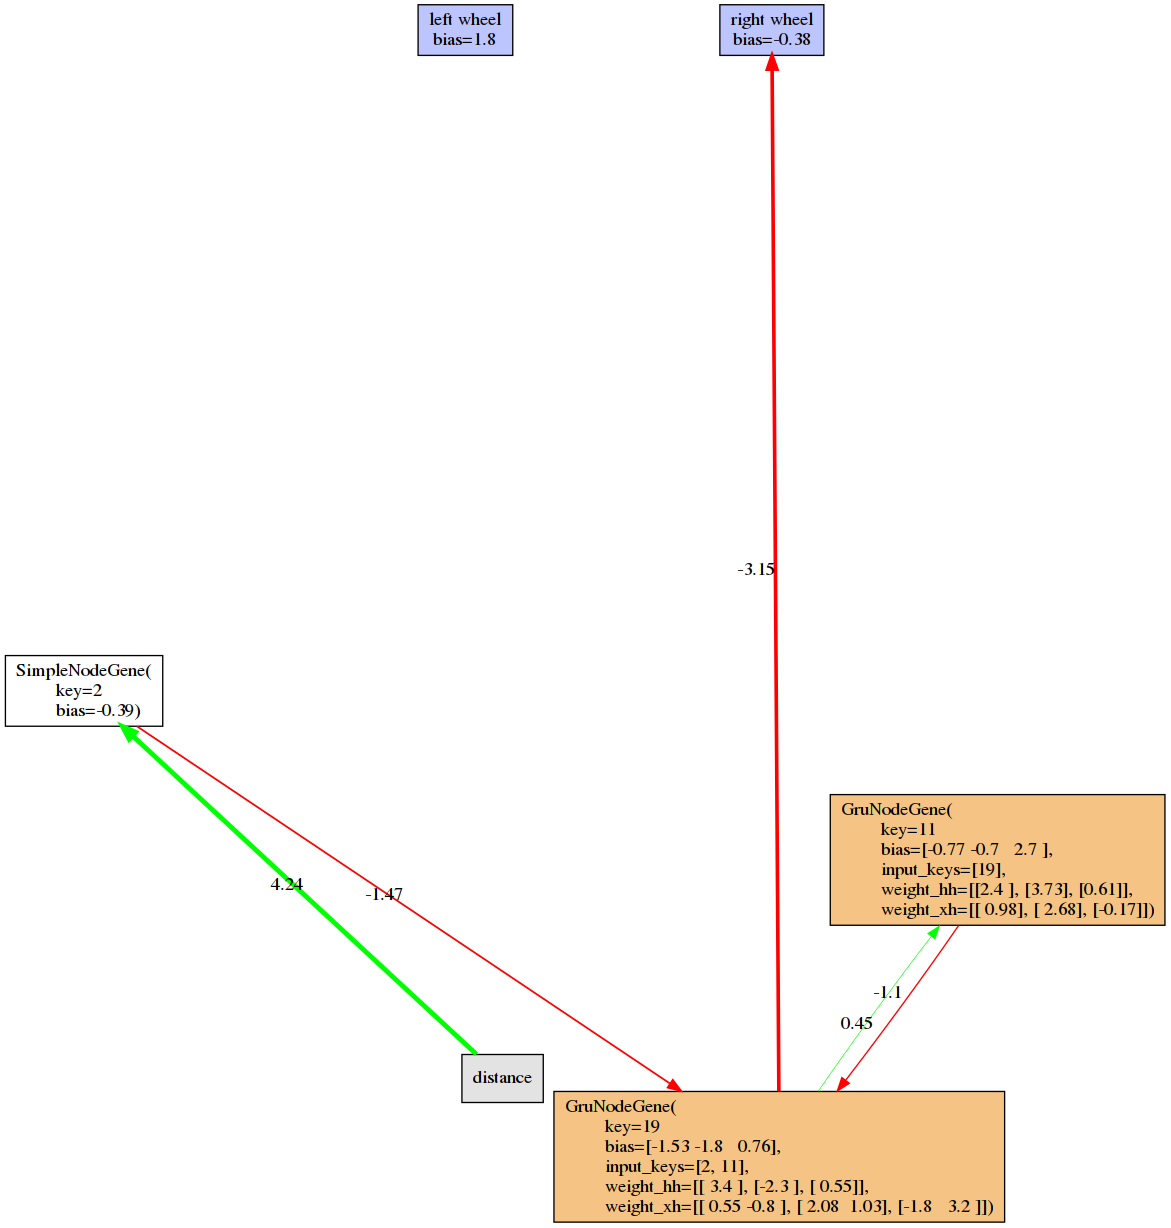 left wheel
bias=1.8
right wheel
bias=-0.38
-3.15
SimpleNodeGene(
key=2
bias=-0.39)
GruNodeGene(
key=11
bias=[-0.77 -0.7   2.7 ],
input_keys=[19],
weight_hh=[[2.4 ], [3.73], [0.61]],
weight_xh=[[ 0.98], [ 2.68], [-0.17]])
4.24
-1.47
-1.1
0.45
distance
GruNodeGene(
key=19
bias=[-1.53 -1.8   0.76],
input_keys=[2, 11],
weight_hh=[[ 3.4 ], [-2.3 ], [ 0.55]],
weight_xh=[[ 0.55 -0.8 ], [ 2.08  1.03], [-1.8   3.2 ]])